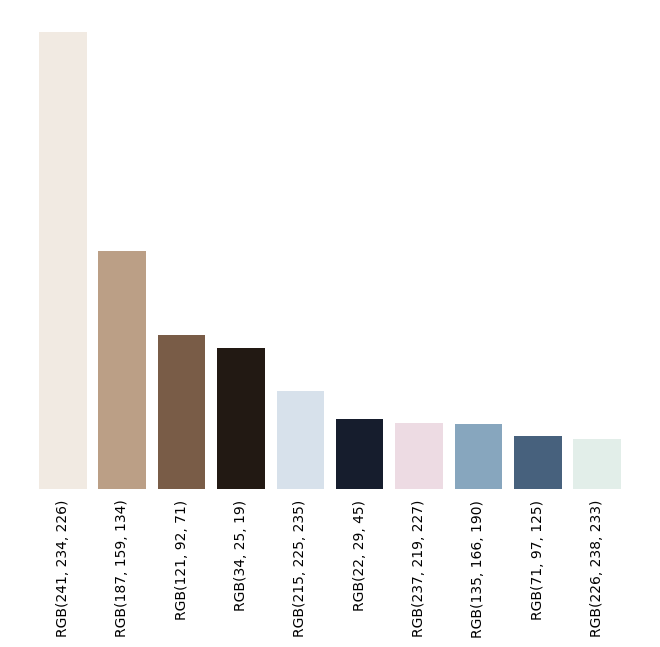 RGB(241, 234, 226)
RGB(187, 159, 134)
RGB(121, 92, 71)
RGB(34, 25, 19)
RGB(215, 225, 235)
RGB(22, 29, 45)
RGB(237, 219, 227)
RGB(135, 166, 190)
RGB(71, 97, 125)
RGB(226, 238, 233)